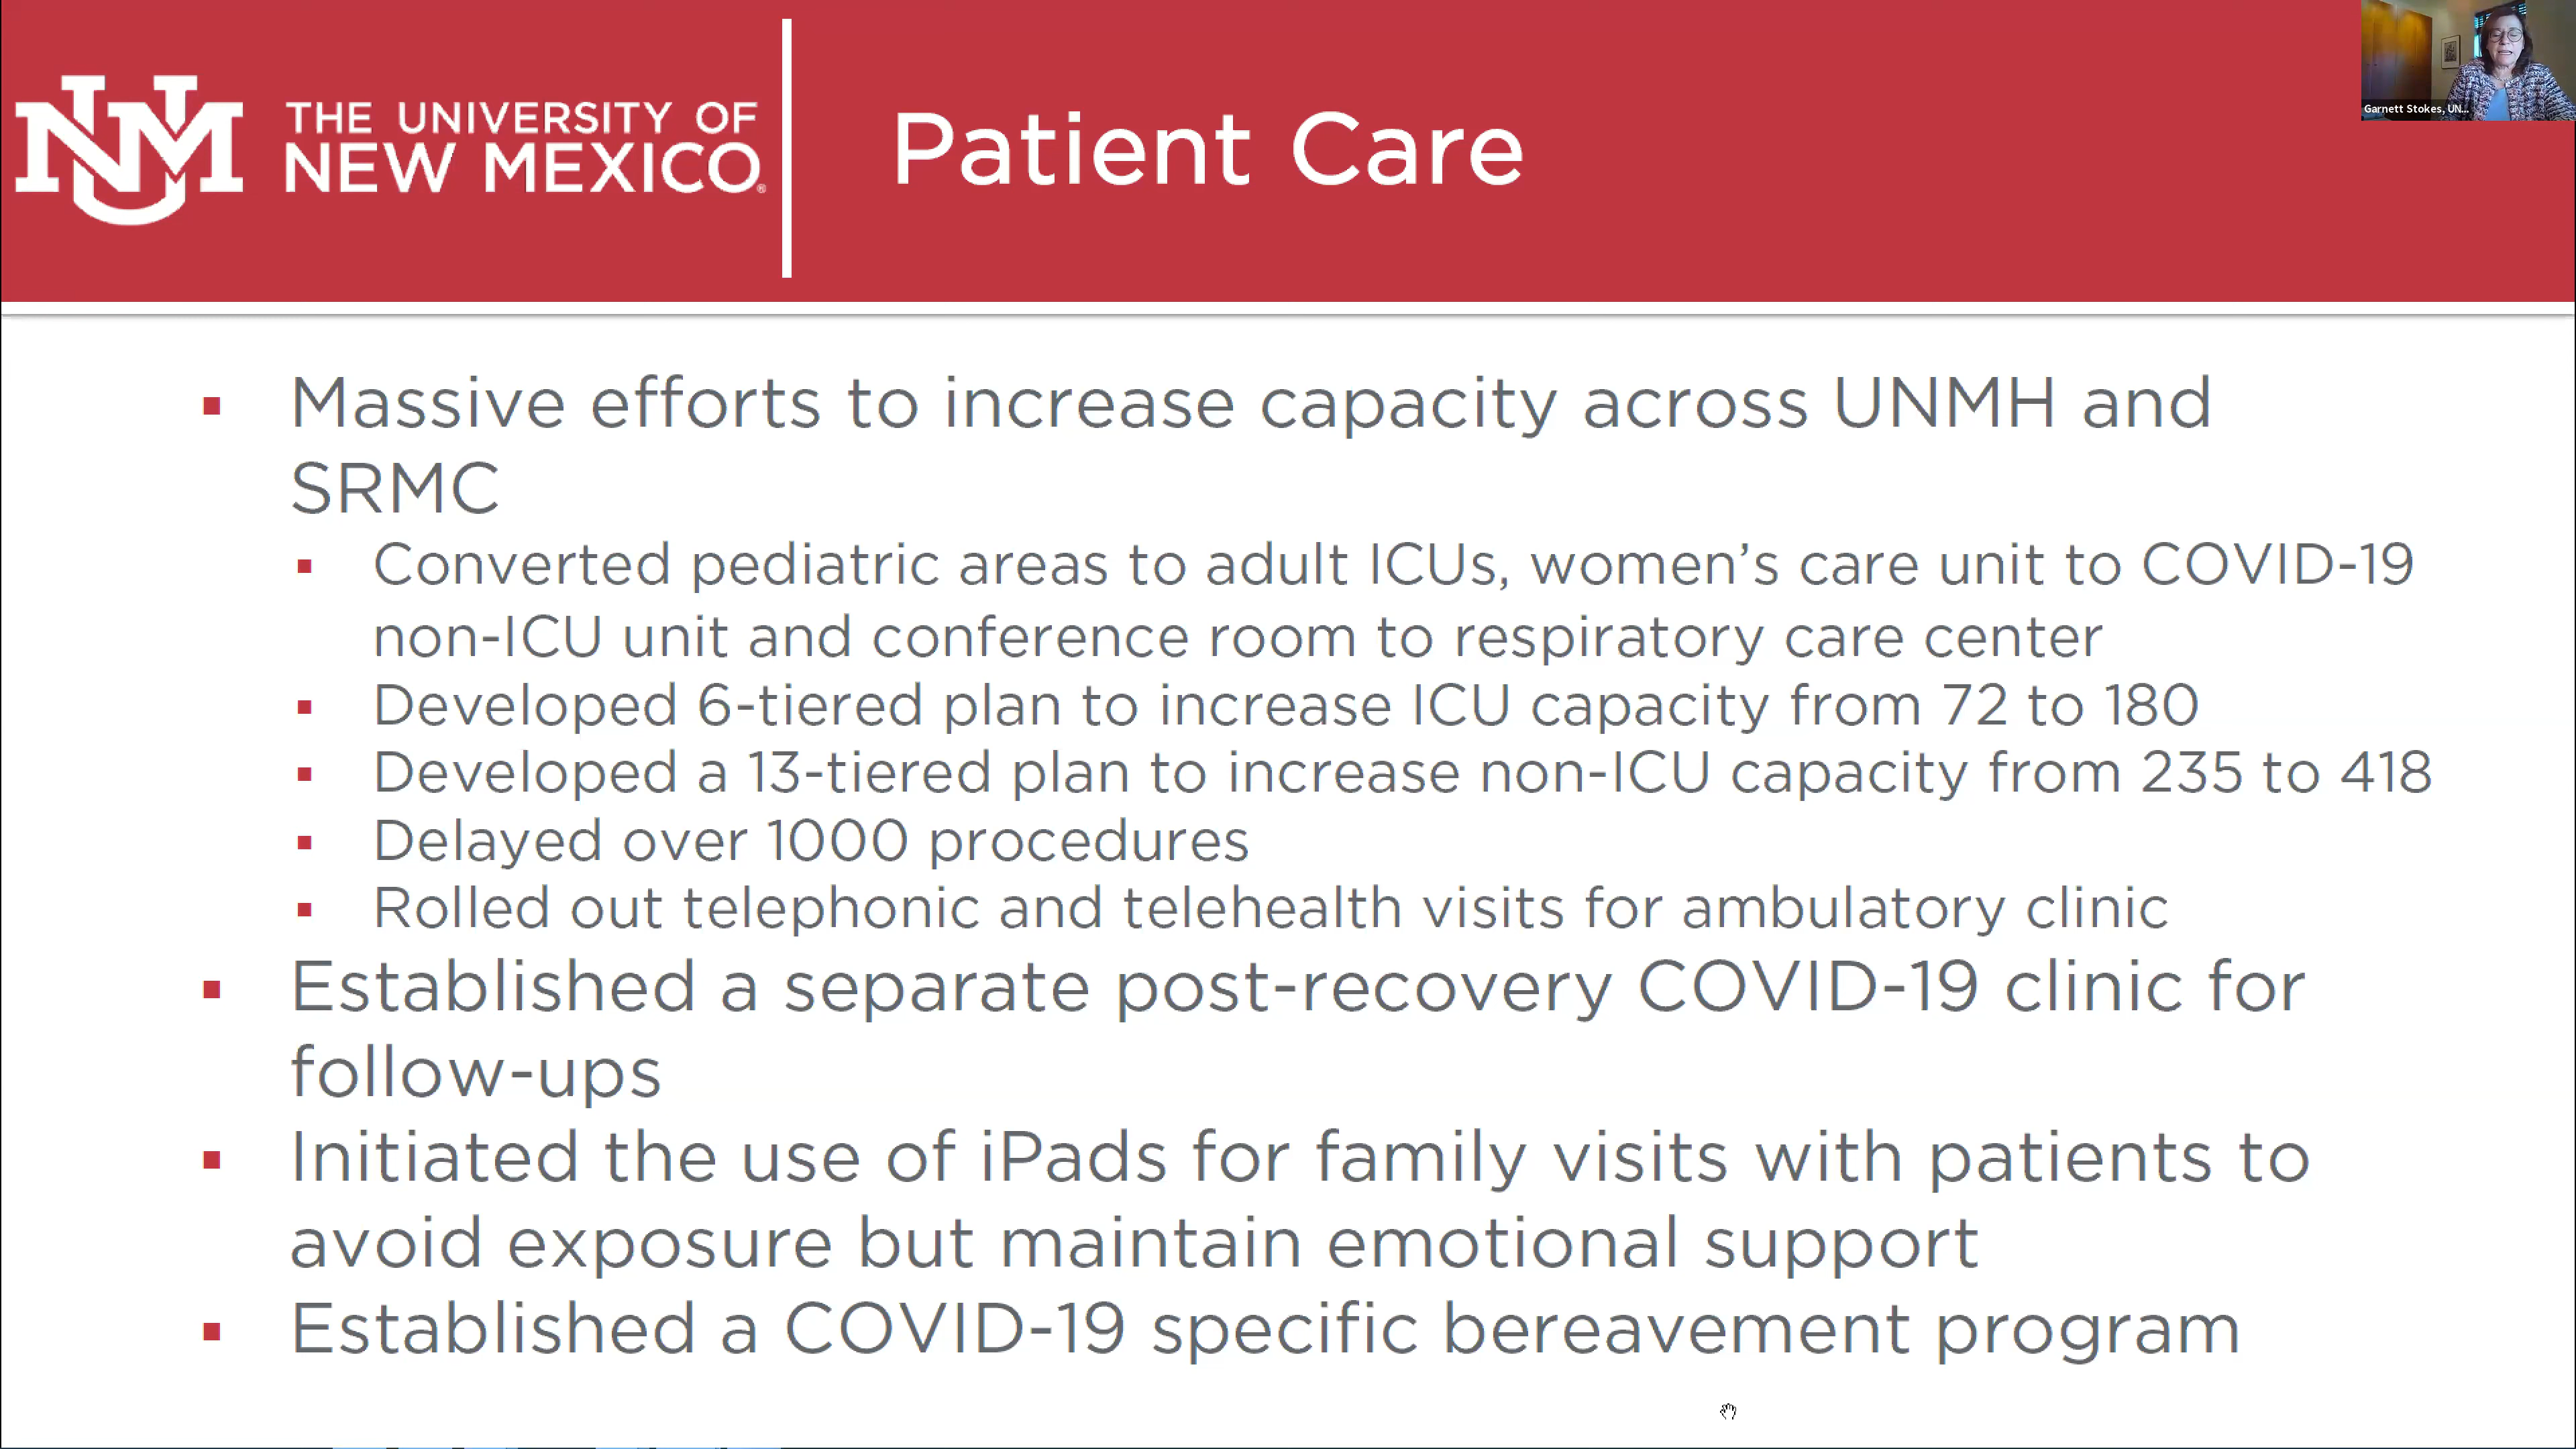 UNM
THE UNIVERSITY OF
NEW MEXICO®
Patient Care
Garnett Stokes, UN...
▪ Massive efforts to increase capacity across UNMH and
SRMC
▪ Converted pediatric areas to adult ICUs, women’s care unit to COVID-19
non-ICU unit and conference room to respiratory care center
▪ Developed 6-tiered plan to increase ICU capacity from 72 to 180
▪ Developed a 13-tiered plan to increase non-ICU capacity from 235 to 418
▪ Delayed over 1000 procedures
▪ Rolled out telephonic and telehealth visits for ambulatory clinic
▪ Established a separate post-recovery COVID-19 clinic for
follow-ups
▪ Initiated the use of iPads for family visits with patients to
avoid exposure but maintain emotional support
▪ Established a COVID-19 specific bereavement program